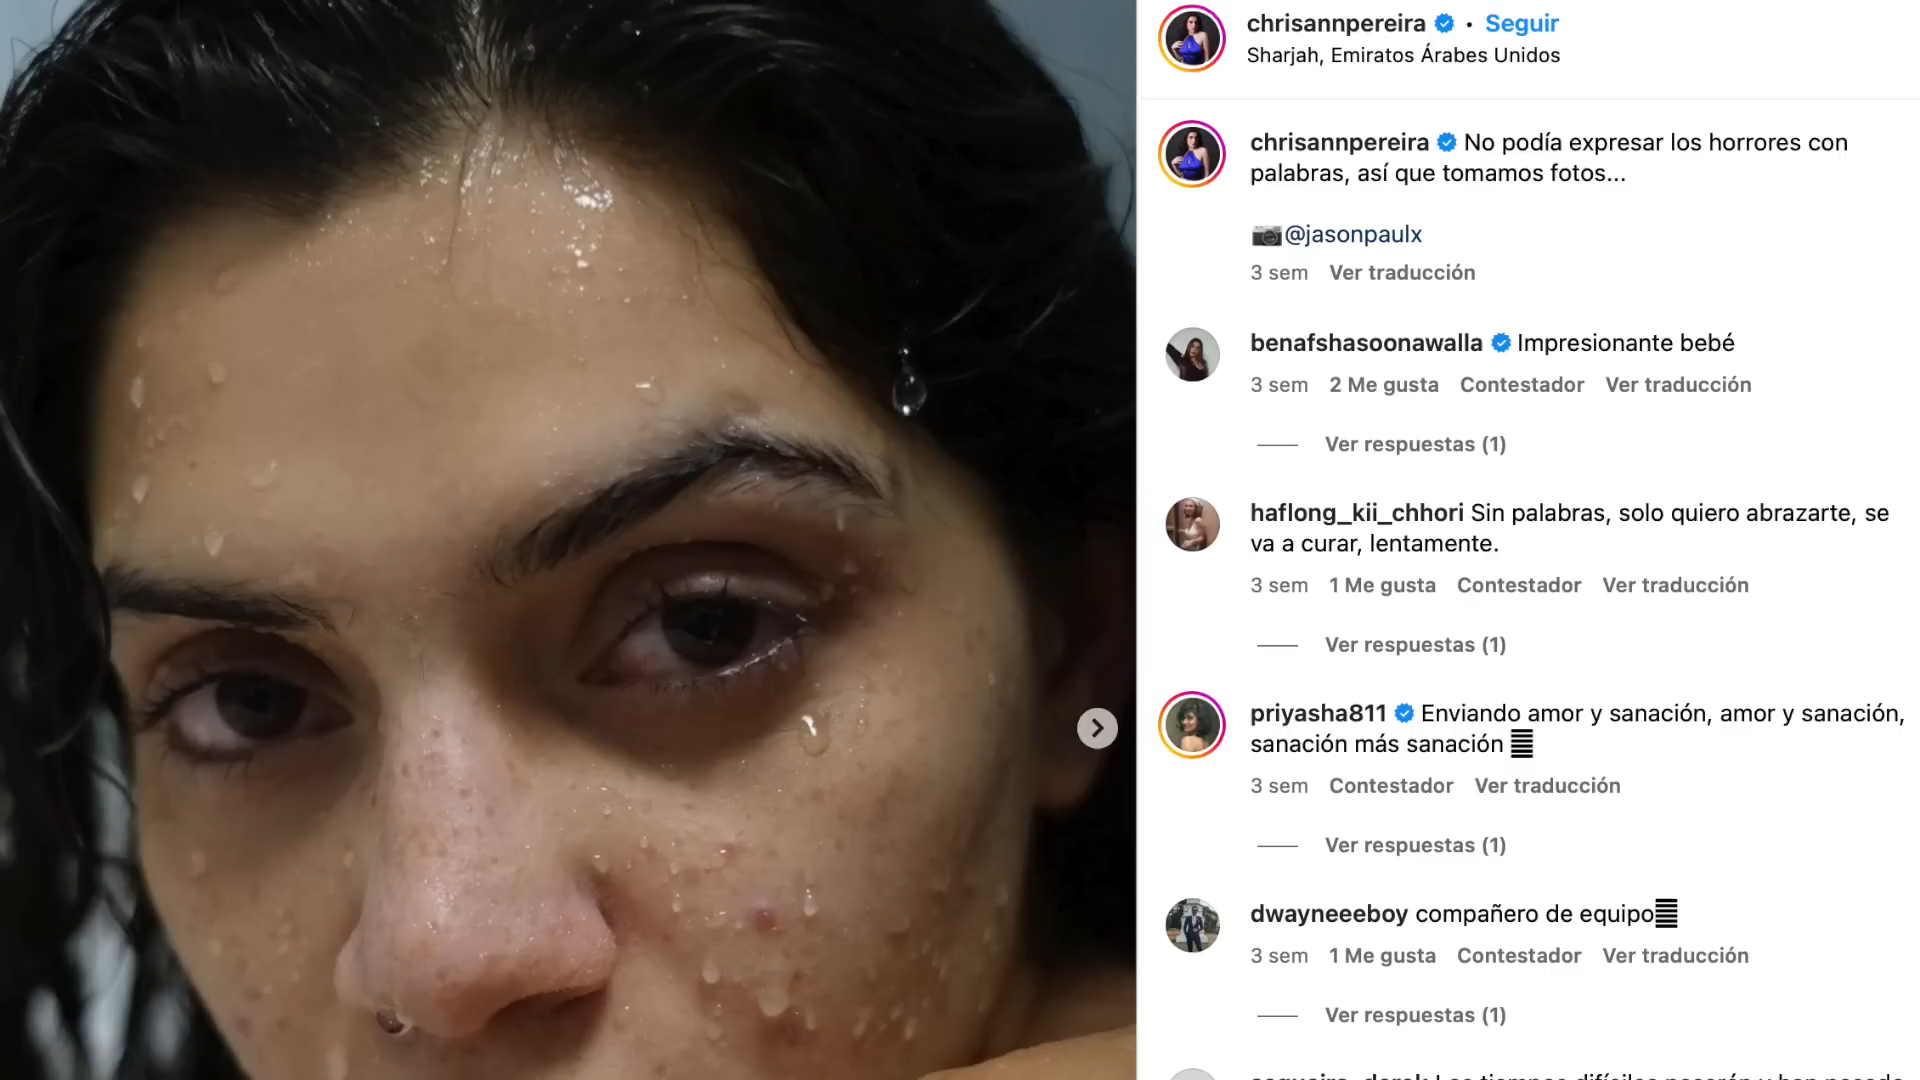 chrisannpereira • Seguir
Sharjah, Emiratos Árabes Unidos
chrisannpereira No podía expresar los horrores con
palabras, así que tomamos fotos...
@jasonpaulx
3 sem Ver traducción
benafshasoonawalla Impresionante bebé
3 sem 2 Me gusta Contestador Ver traducción
Ver respuestas (1)
haflong_kii_chhori Sin palabras, solo quiero abrazarte, se
va a curar, lentamente.
3 sem 1 Me gusta Contestador Ver traducción
Ver respuestas (1)
priyasha811 Enviando amor y sanación, amor y sanación,
sanación más sanación
3 sem Contestador Ver traducción
Ver respuestas (1)
dwayneeeboy compañero de equipo
3 sem 1 Me gusta Contestador Ver traducción
Ver respuestas (1)